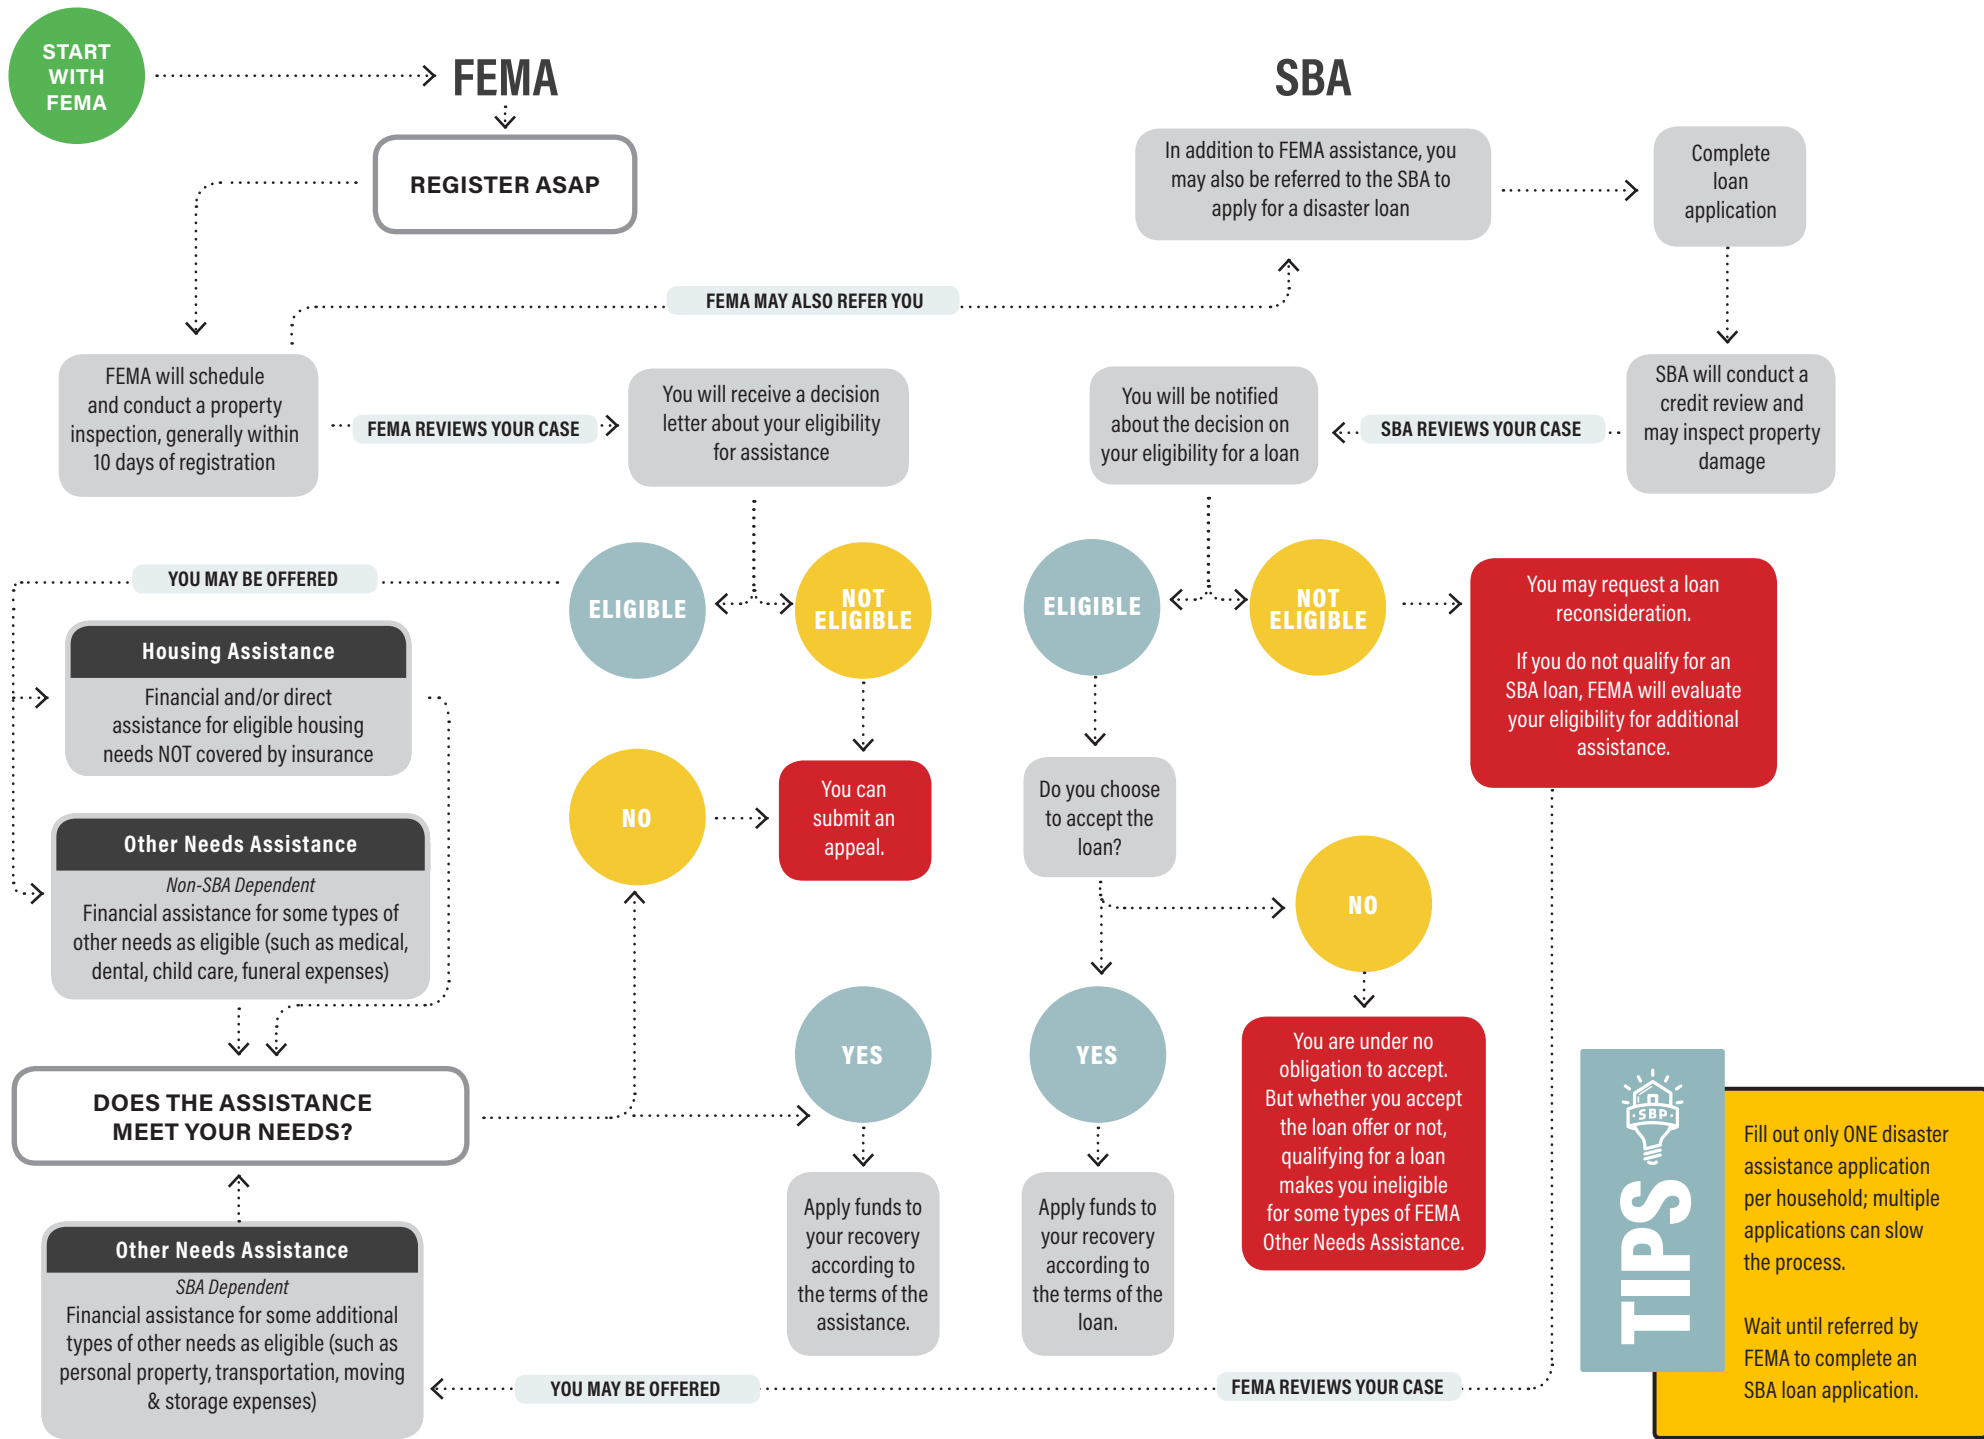 START
WITH
FEMA
FEMA
SBA
REGISTER ASAP
In addition to FEMA assistance, you
may also be referred to the SBA to
apply for a disaster loan
Complete
loan
application
FEMA MAY ALSO REFER YOU
FEMA will schedule
and conduct a property
inspection, generally within
10 days of registration
FEMA REVIEWS YOUR CASE
You will receive a decision
letter about your eligibility
for assistance
You will be notified
about the decision on
your eligibility for a loan
SBA REVIEWS YOUR CASE
SBA will conduct a
credit review and
may inspect property
damage
YOU MAY BE OFFERED
ELIGIBLE
NOT
ELIGIBLE
ELIGIBLE
NOT
ELIGIBLE
You may request a loan
reconsideration.
If you do not qualify for an
SBA loan, FEMA will evaluate
your eligibility for additional
assistance.
Housing Assistance
Financial and/or direct
assistance for eligible housing
needs NOT covered by insurance
NO
You can
submit an
appeal.
Do you choose
to accept the
loan?
Other Needs Assistance
Non-SBA Dependent
Financial assistance for some types of
other needs as eligible (such as medical,
dental, child care, funeral expenses)
NO
YES
YES
You are under no
obligation to accept.
But whether you accept
the loan offer or not,
qualifying for a loan
makes you ineligible
for some types of FEMA
Other Needs Assistance.
DOES THE ASSISTANCE
MEET YOUR NEEDS?
Apply funds to
your recovery
according to
the terms of the
assistance.
Apply funds to
your recovery
according to
the terms of the
loan.
Other Needs Assistance
SBA Dependent
Financial assistance for some additional
types of other needs as eligible (such as
personal property, transportation, moving
& storage expenses)
YOU MAY BE OFFERED
FEMA REVIEWS YOUR CASE
SBP
TIPS
Fill out only ONE disaster
assistance application
per household; multiple
applications can slow
the process.
Wait until referred by
FEMA to complete an
SBA loan application.